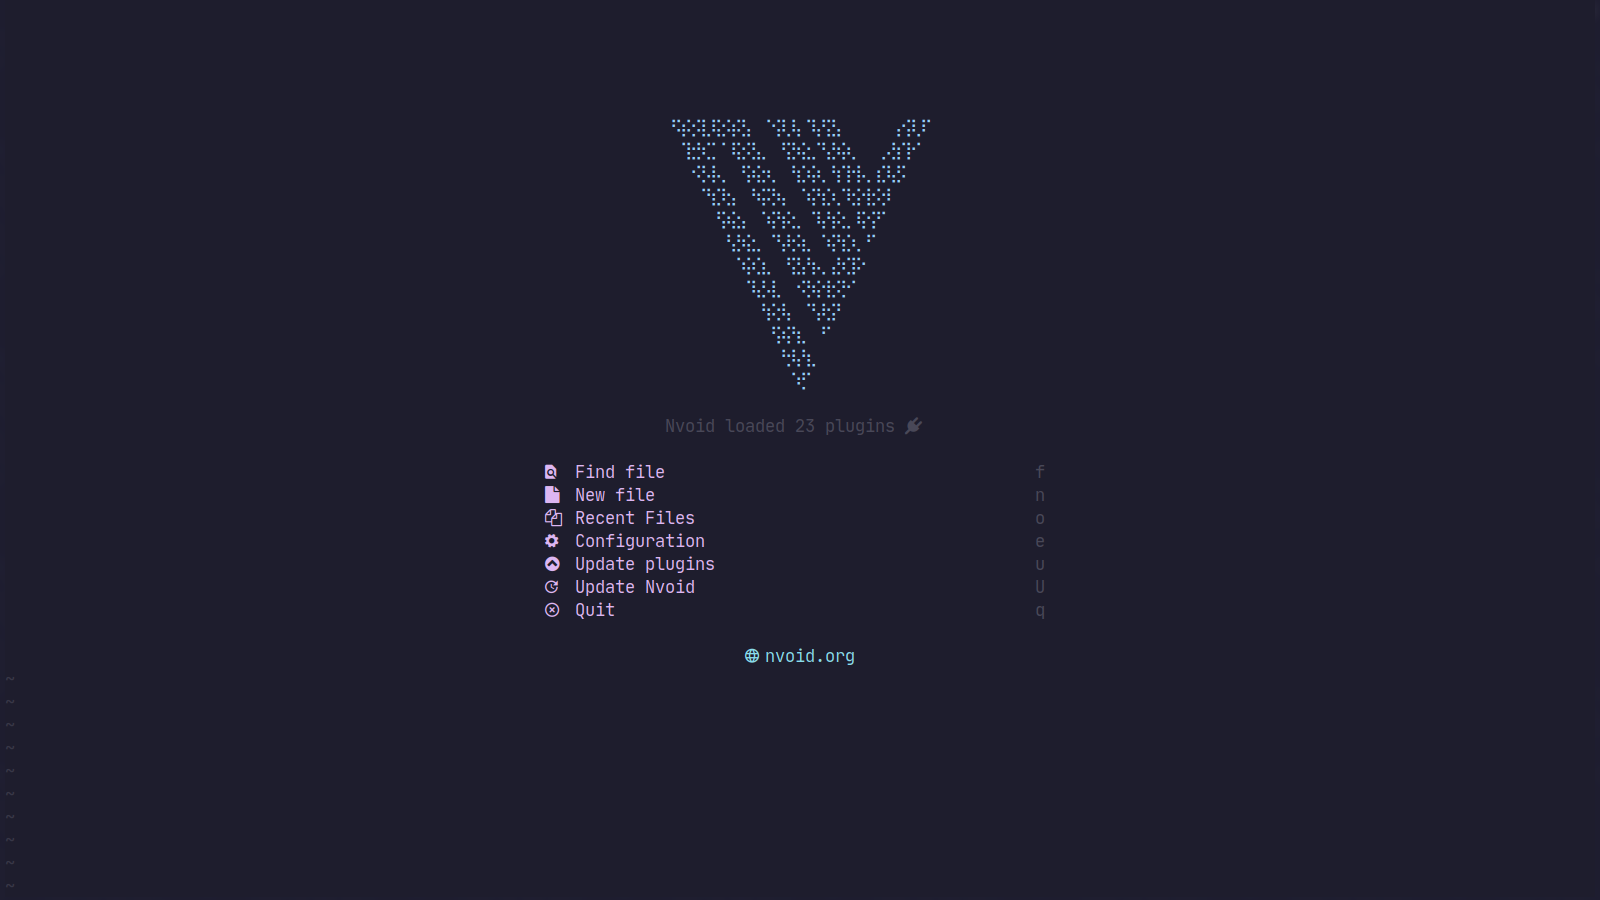 Nvoid loaded 23 plugins
Find file f
New file n
Recent Files o
Configuration e
Update plugins u
Update Nvoid U
Quit q
nvoid.org
~
~
~
~
~
~
~
~
~
~